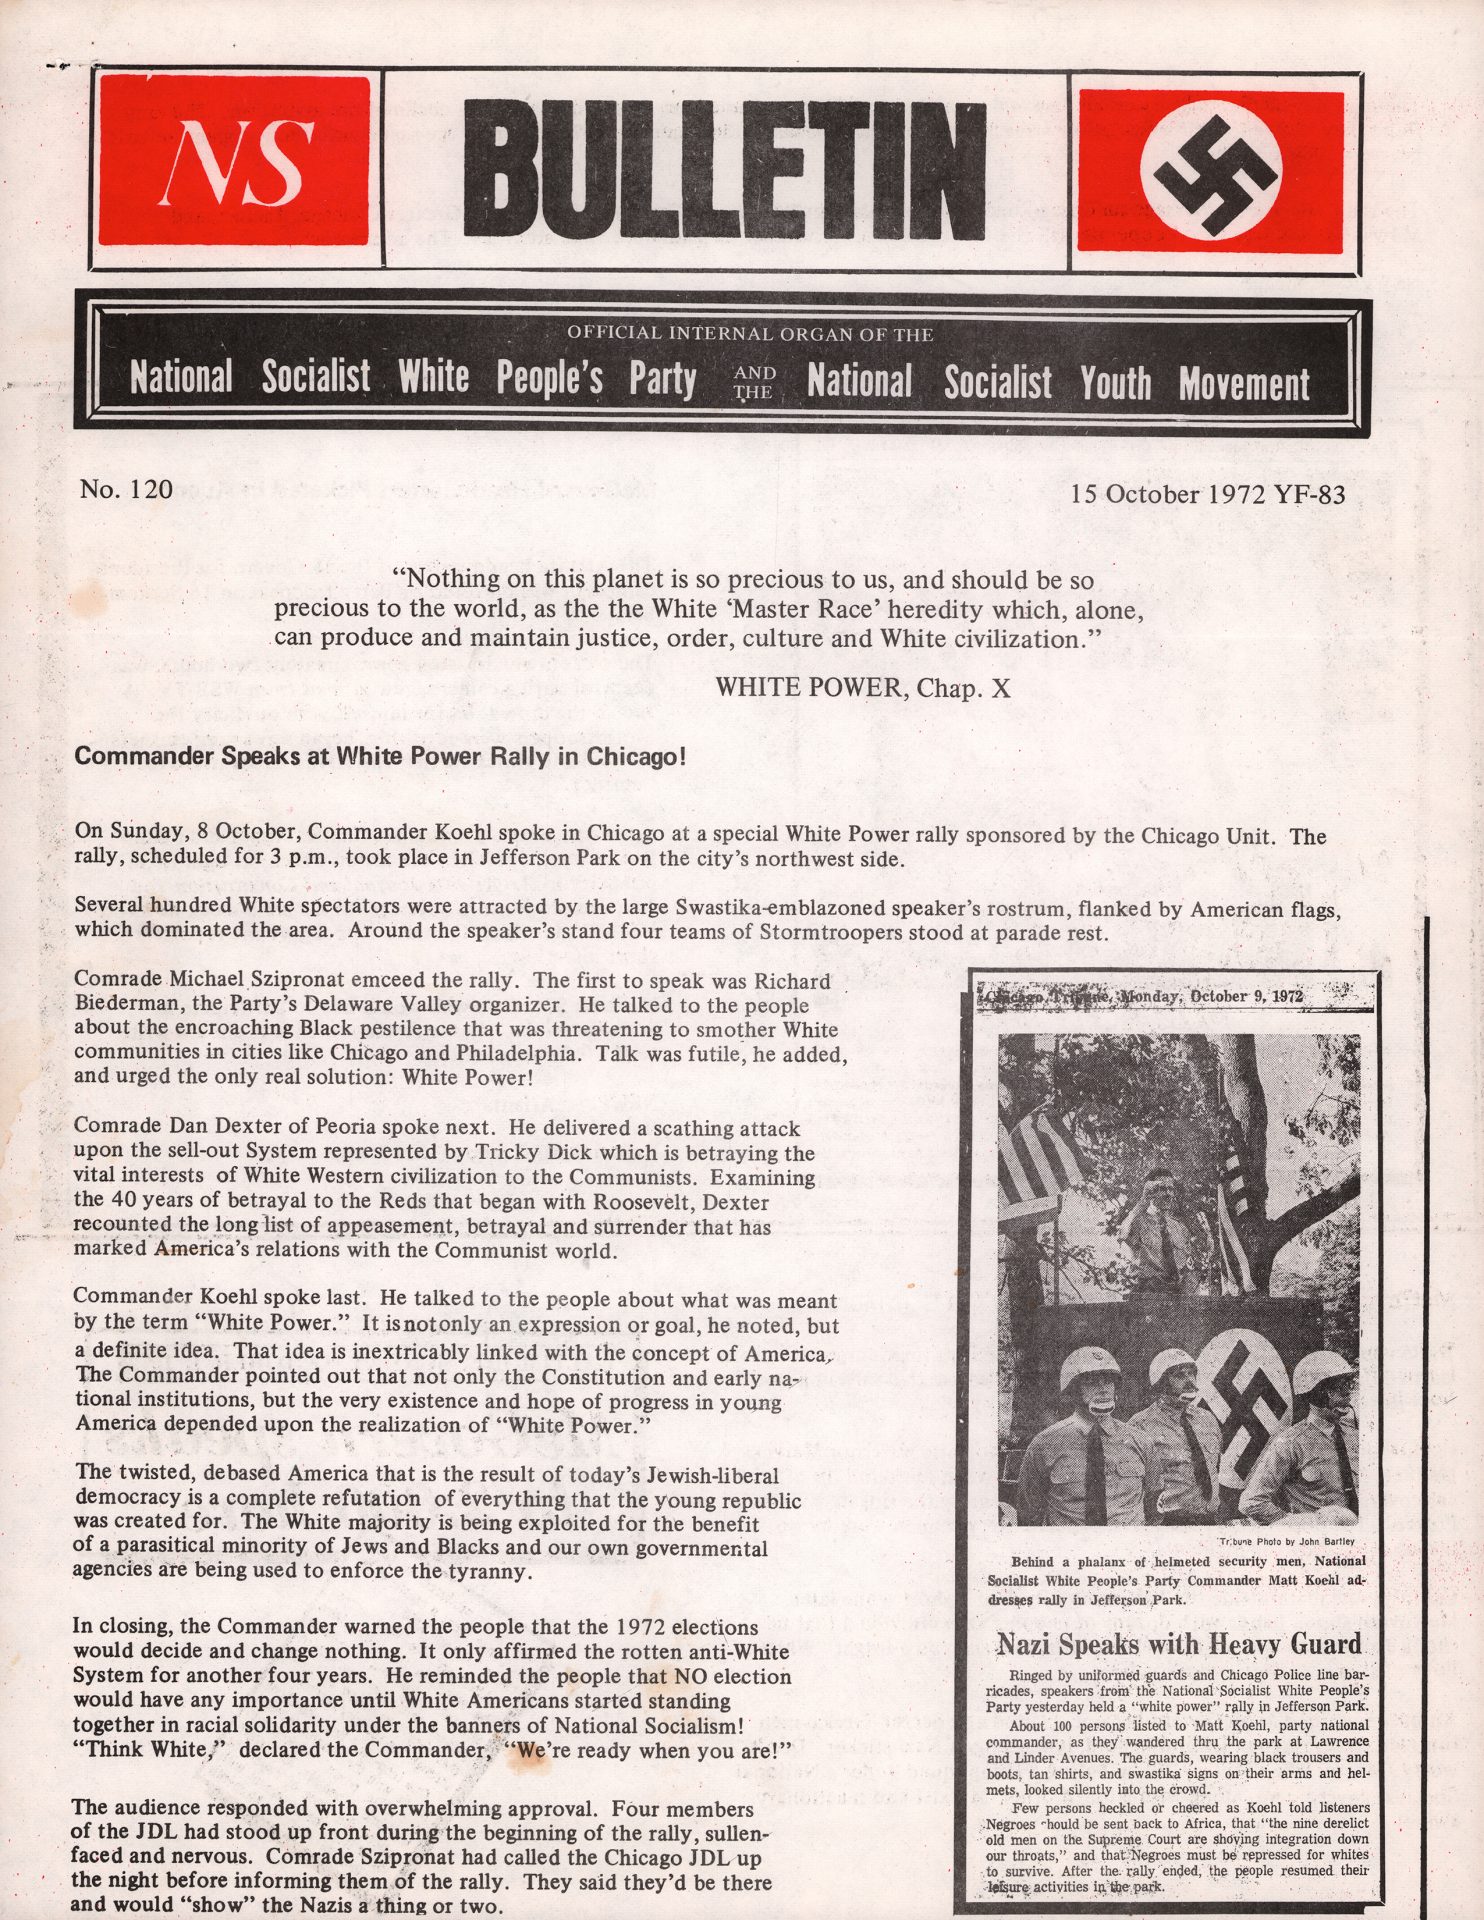 NS
BULLETIN
OFFICIAL INTERNAL ORGAN OF THE
National Socialist White People's Party AND THE National Socialist Youth Movement
No. 120
15 October 1972 YF-83
“Nothing on this planet is so precious to us, and should be so
precious to the world, as the the White ‘Master Race’ heredity which, alone,
can produce and maintain justice, order, culture and White civilization.”
WHITE POWER, Chap. X
Commander Speaks at White Power Rally in Chicago!
On Sunday, 8 October, Commander Koehl spoke in Chicago at a special White Power rally sponsored by the Chicago Unit. The
rally, scheduled for 3 p.m., took place in Jefferson Park on the city's northwest side.
Several hundred White spectators were attracted by the large Swastika-emblazoned speaker's rostrum, flanked by American flags,
which dominated the area. Around the speaker's stand four teams of Stormtroopers stood at parade rest.
Comrade Michael Szipronat emceed the rally. The first to speak was Richard
Biederman, the Party's Delaware Valley organizer. He talked to the people
about the encroaching Black pestilence that was threatening to smother White
communities in cities like Chicago and Philadelphia. Talk was futile, he added,
and urged the only real solution: White Power!
Comrade Dan Dexter of Peoria spoke next. He delivered a scathing attack
upon the sell-out System represented by Tricky Dick which is betraying the
vital interests of White Western civilization to the Communists. Examining
the 40 years of betrayal to the Reds that began with Roosevelt, Dexter
recounted the long list of appeasement, betrayal and surrender that has
marked America's relations with the Communist world.
Commander Koehl spoke last. He talked to the people about what was meant
by the term “White Power.” It is not only an expression or goal, he noted, but
a definite idea. That idea is inextricably linked with the concept of America.
The Commander pointed out that not only the Constitution and early na-
tional institutions, but the very existence and hope of progress in young
America depended upon the realization of “White Power.”
The twisted, debased America that is the result of today's Jewish-liberal
democracy is a complete refutation of everything that the young republic
was created for. The White majority is being exploited for the benefit
of a parasitical minority of Jews and Blacks and our own governmental
agencies are being used to enforce the tyranny.
In closing, the Commander warned the people that the 1972 elections
would decide and change nothing. It only affirmed the rotten anti-White
System for another four years. He reminded the people that NO election
would have any importance until White Americans started standing
together in racial solidarity under the banners of National Socialism!
“Think White,” declared the Commander, “We're ready when you are!”
The audience responded with overwhelming approval. Four members
of the JDL had stood up front during the beginning of the rally, sullen-
faced and nervous. Comrade Szipronat had called the Chicago JDL up
the night before informing them of the rally. They said they'd be there
and would “show” the Nazis a thing or two.
Chicago Tribune, Monday, October 9, 1972
Tribune Photo by John Bartley
Behind a phalanx of helmeted security men, National
Socialist White People's Party Commander Matt Koehl ad-
dresses rally in Jefferson Park.
Nazi Speaks with Heavy Guard
Ringed by uniformed guards and Chicago Police line bar-
ricades, speakers from the National Socialist White People's
Party yesterday held a “white power” rally in Jefferson Park.
About 100 persons listed to Matt Koehl, party national
commander, as they wandered thru the park at Lawrence
and Linder Avenues. The guards, wearing black trousers and
boots, tan shirts, and swastika signs on their arms and hel-
mets, looked silently into the crowd.
Few persons heckled or cheered as Koehl told listeners
Negroes should be sent back to Africa, that “the nine derelict
old men on the Supreme Court are shoving integration down
our throats,” and that Negroes must be repressed for whites
to survive. After the rally ended, the people resumed their
leisure activities in the park.